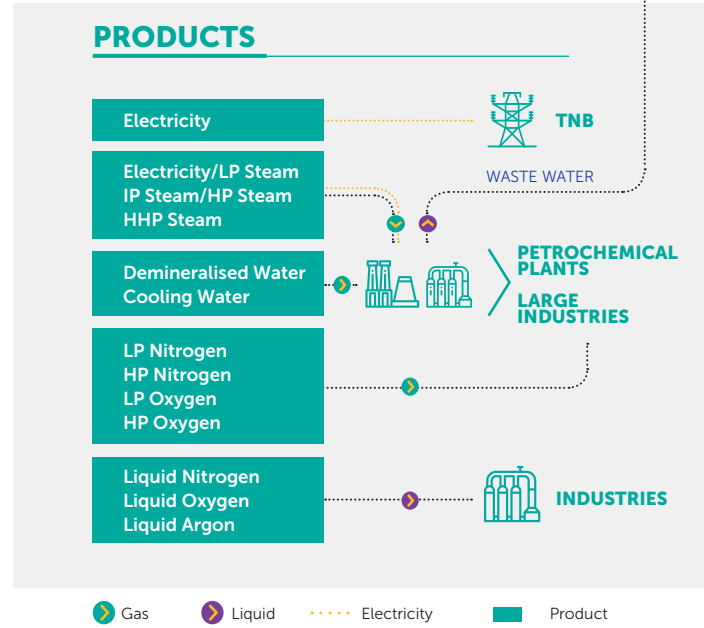 PRODUCTS
Electricity
TNB
Electricity/LP Steam
IP Steam/HP Steam
HHP Steam
WASTE WATER
Demineralised Water
Cooling Water
PETROCHEMICAL
PLANTS
LARGE
INDUSTRIES
LP Nitrogen
HP Nitrogen
LP Oxygen
HP Oxygen
Liquid Nitrogen
Liquid Oxygen
Liquid Argon
INDUSTRIES
Gas
Liquid
Electricity
Product